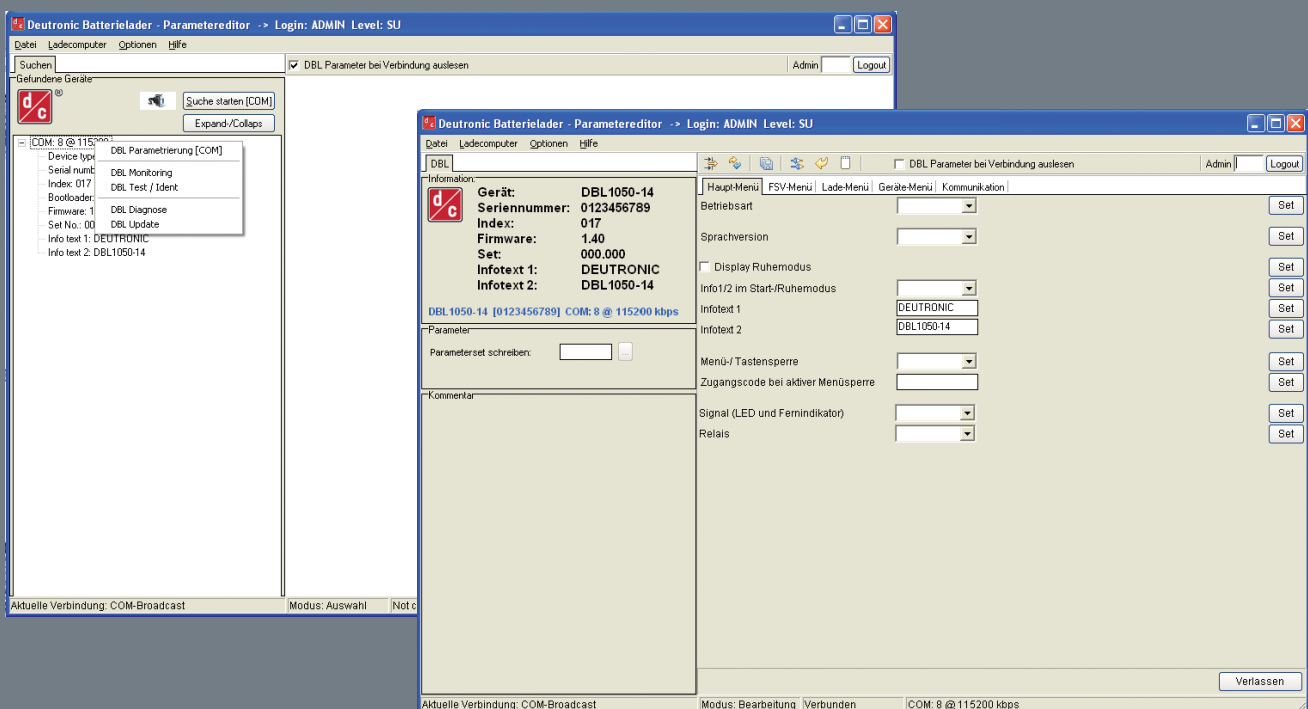 Deutronic Batterielader - Parametereditor -> Login: ADMIN Level: SU
Datei Ladecomputer Optionen Hilfe
Suchen
DBL Parameter bei Verbindung auslesen
Admin
Logout
Gefundene Geräte
d/c ®
Suche starten [COM]
Expand-/Collaps
COM: 8 @ 115200
Device type
Serial numb
Index: 017
Bootloader:
Firmware: 1
Set No.: 00
Info text 1: DEUTRONIC
Info text 2: DBL1050-14
DBL Parametrierung [COM]
DBL Monitoring
DBL Test / Ident
DBL Diagnose
DBL Update
Aktuelle Verbindung: COM-Broadcast
Modus: Auswahl
Not c
Deutronic Batterielader - Parametereditor -> Login: ADMIN Level: SU
Datei Ladecomputer Optionen Hilfe
DBL
DBL Parameter bei Verbindung auslesen
Admin
Logout
Information:
d/c
Gerät: DBL1050-14
Seriennummer: 0123456789
Index: 017
Firmware: 1.40
Set: 000.000
Infotext 1: DEUTRONIC
Infotext 2: DBL1050-14
DBL1050-14 [0123456789] COM: 8 @ 115200 kbps
Parameter
Parameterset schreiben:
...
Kommentar
Haupt-Menü FSV-Menü Lade-Menü Geräte-Menü Kommunikation
Betriebsart Set
Sprachversion Set
Display Ruhemodus Set
Info1/2 im Start-/Ruhemodus Set
Infotext 1 DEUTRONIC Set
Infotext 2 DBL1050-14 Set
Menü-/ Tastensperre Set
Zugangscode bei aktiver Menüsperre Set
Signal (LED und Fernindikator) Set
Relais Set
Verlassen
Aktuelle Verbindung: COM-Broadcast
Modus: Bearbeitung
Verbunden
COM: 8 @ 115200 kbps